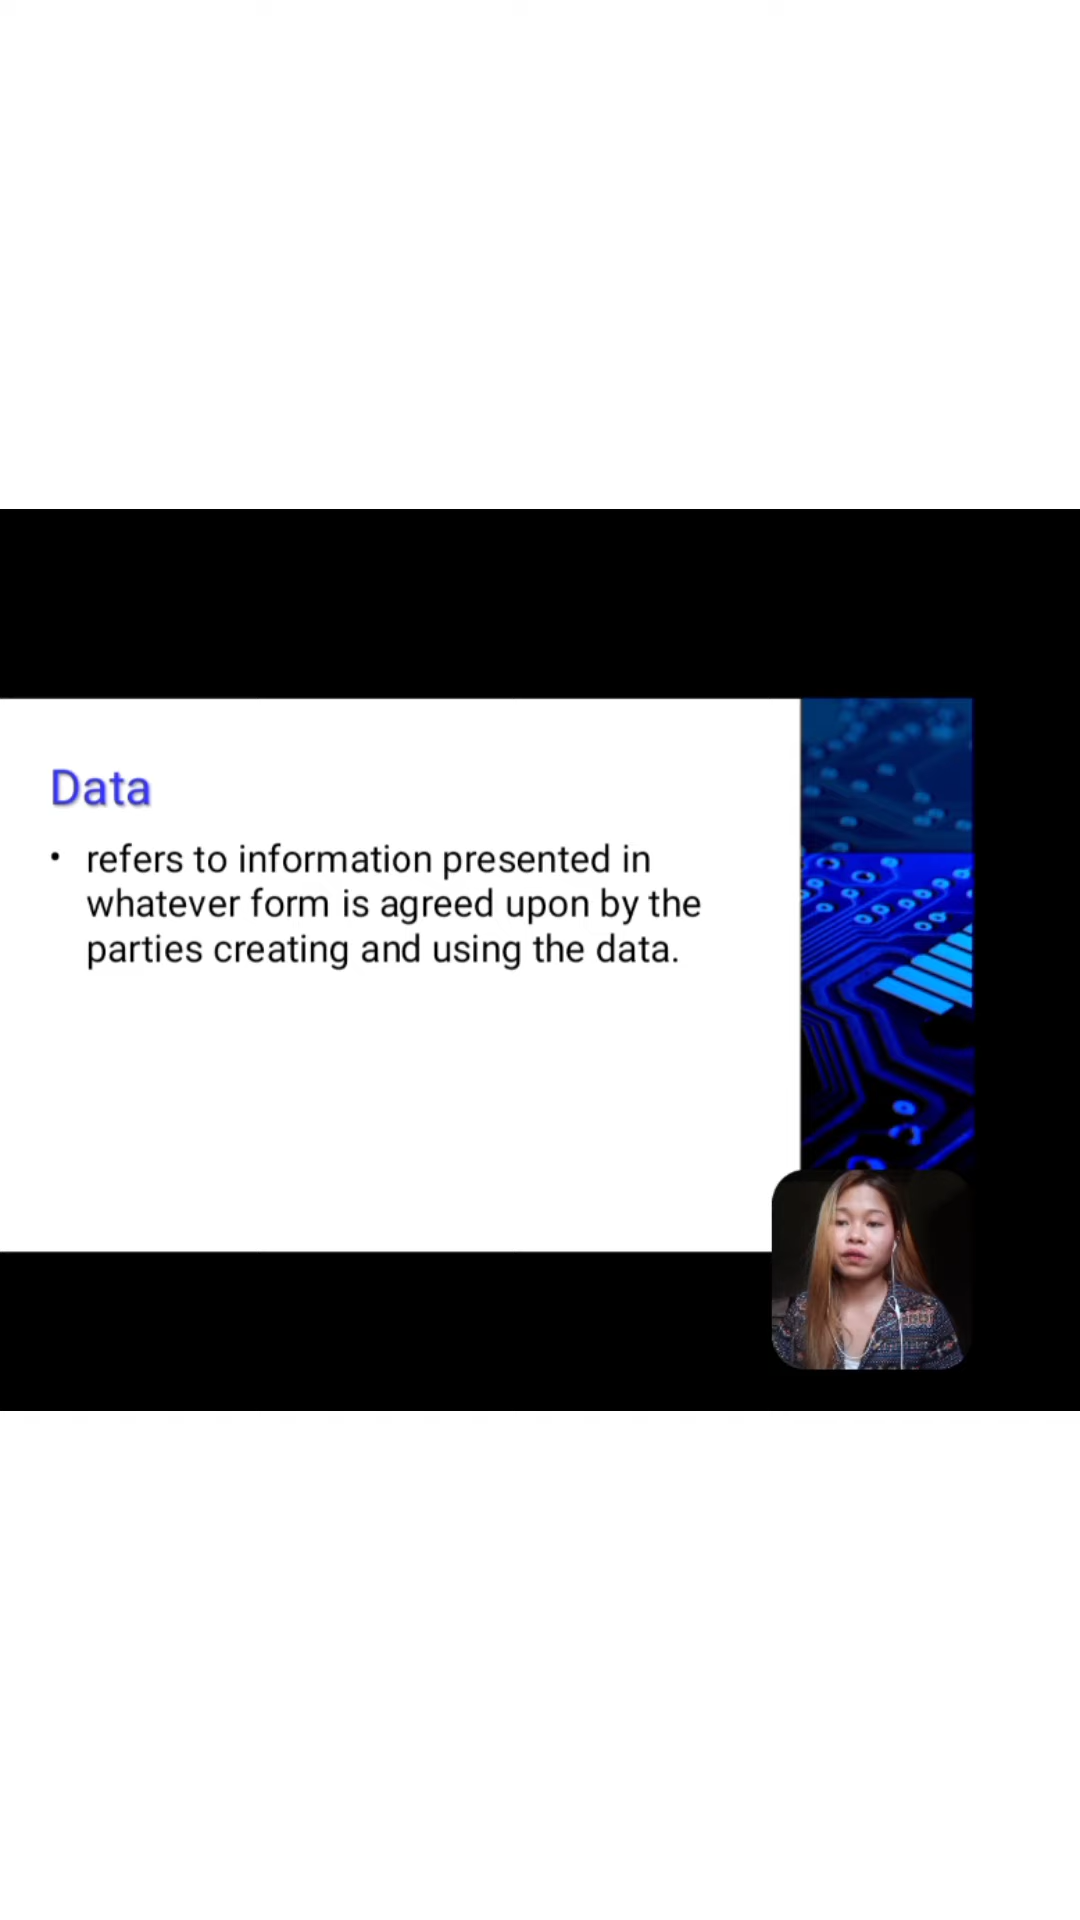 Data
• refers to information presented in
whatever form is agreed upon by the
parties creating and using the data.